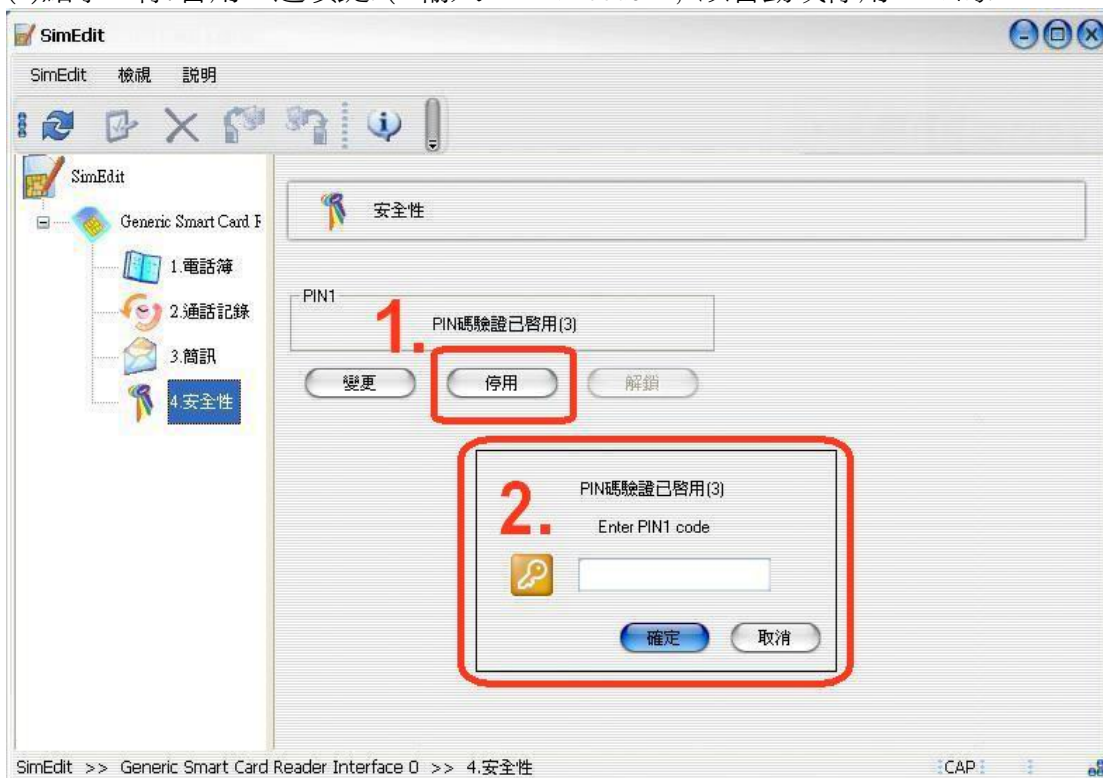 SimEdit
SimEdit 檢視 説明
SimEdit
Generic Smart Card
1.電話簿
2.通話記錄
3.簡訊
4.安全性
安全性
PIN1
1.
PIN碼驗證已啓用(3)
變更 停用 解鎖
2.
PIN碼驗證已啓用(3)
Enter PIN1 code
確定 取消
SimEdit >> Generic Smart Card Reader Interface 0 >> 4.安全性 CAP